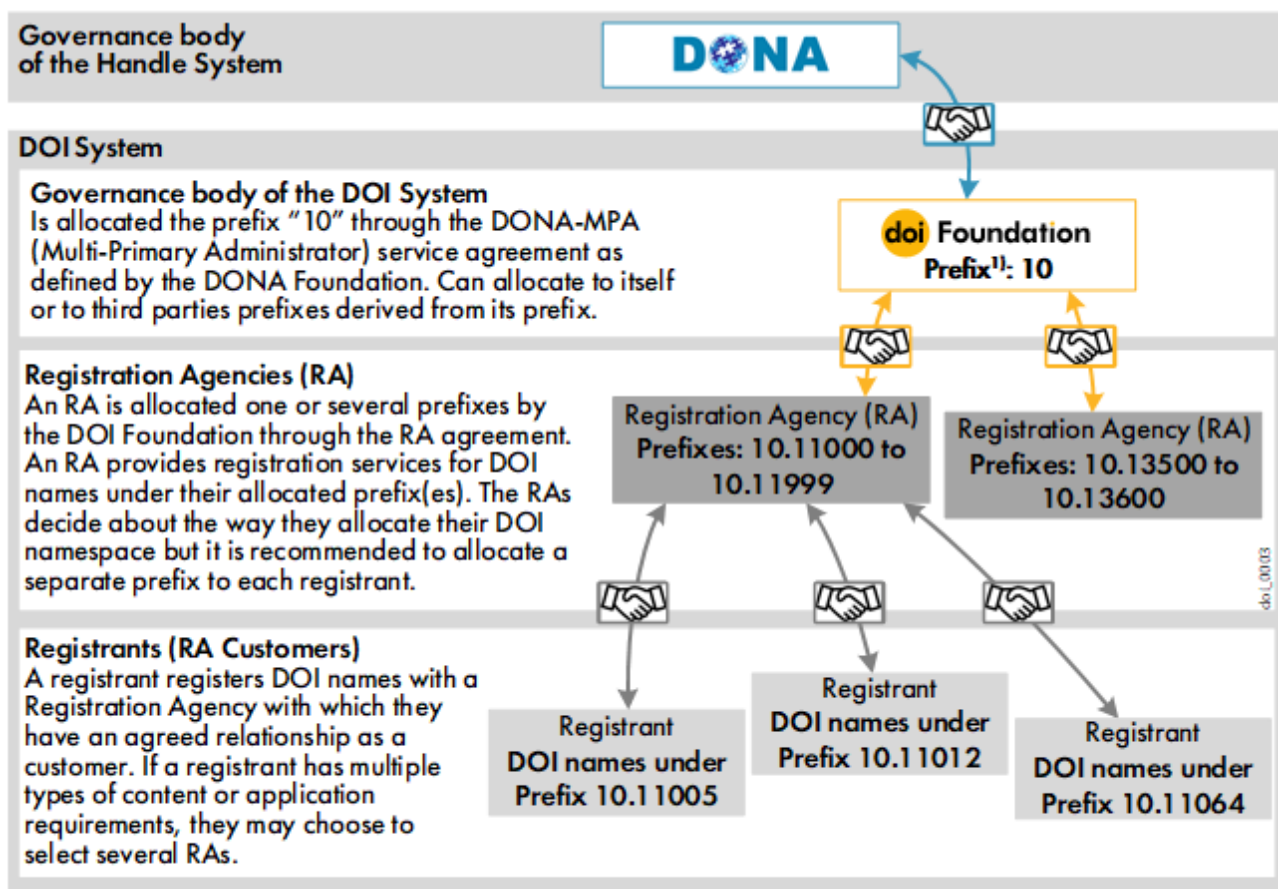 Governance body
of the Handle System
DONA
DOI System
Governance body of the DOI System
Is allocated the prefix “10” through the DONA-MPA
(Multi-Primary Administrator) service agreement as
defined by the DONA Foundation. Can allocate to itself
or to third parties prefixes derived from its prefix.
doi Foundation
Prefix¹⁾: 10
Registration Agencies (RA)
An RA is allocated one or several prefixes by
the DOI Foundation through the RA agreement.
An RA provides registration services for DOI
names under their allocated prefix(es). The RAs
decide about the way they allocate their DOI
namespace but it is recommended to allocate a
separate prefix to each registrant.
Registration Agency (RA)
Prefixes: 10.11000 to
10.11999
Registration Agency (RA)
Prefixes: 10.13500 to
10.13600
doi_0003
Registrants (RA Customers)
A registrant registers DOI names with a
Registration Agency with which they
have an agreed relationship as a
customer. If a registrant has multiple
types of content or application
requirements, they may choose to
select several RAs.
Registrant
DOI names under
Prefix 10.11005
Registrant
DOI names under
Prefix 10.11012
Registrant
DOI names under
Prefix 10.11064